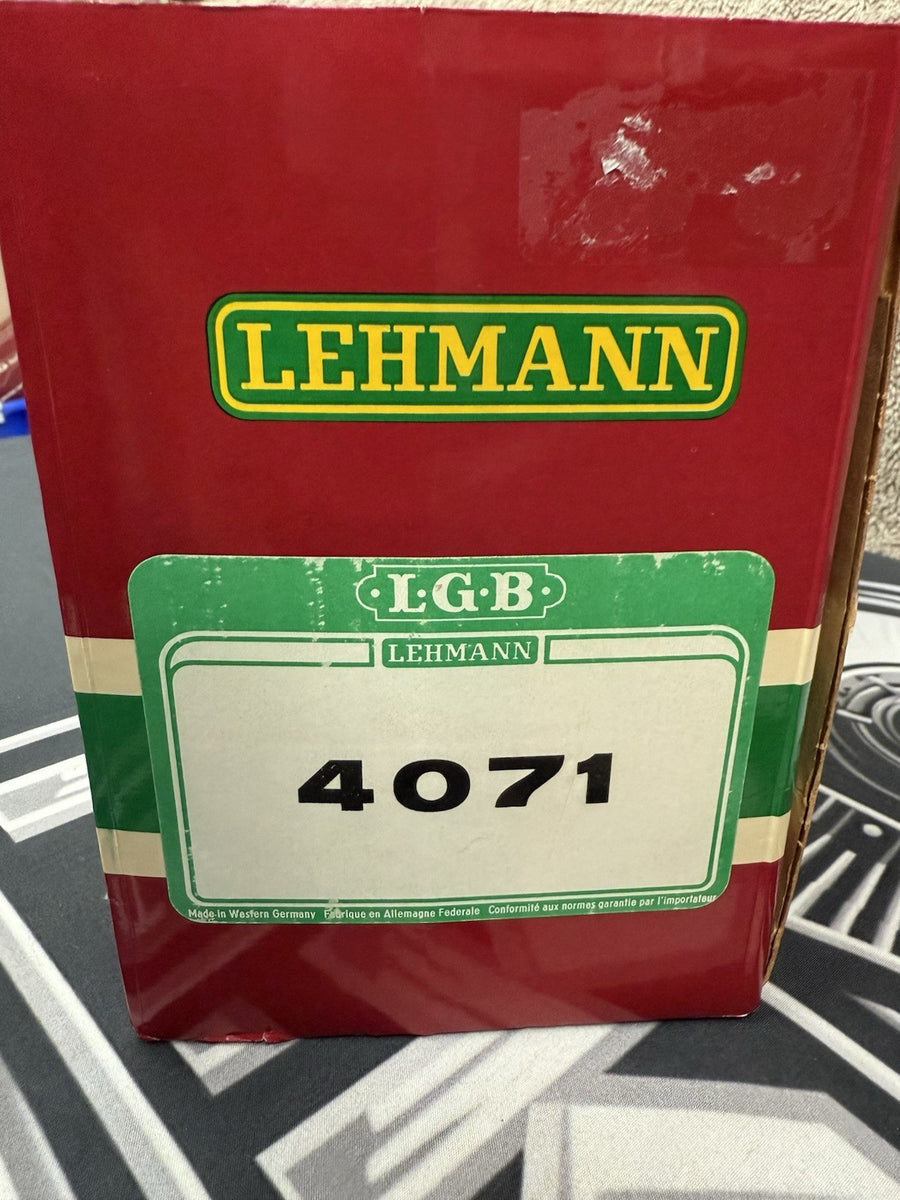 LEHMANN
L·G·B
LEHMANN
4071
Made in Western Germany Fabrique en Allemagne Federale Conformité aux normes garantie par l'importateur